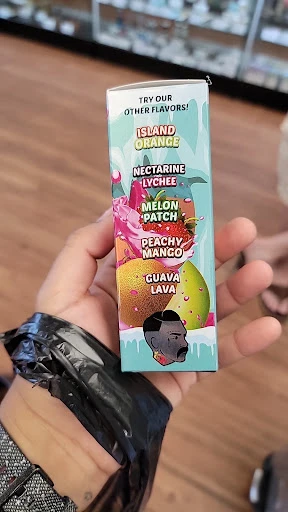 TRY OUR
OTHER FLAVORS!
ISLAND
ORANGE
NECTARINE
LYCHEE
MELON
PATCH
PEACHY
MANGO
GUAVA
LAVA